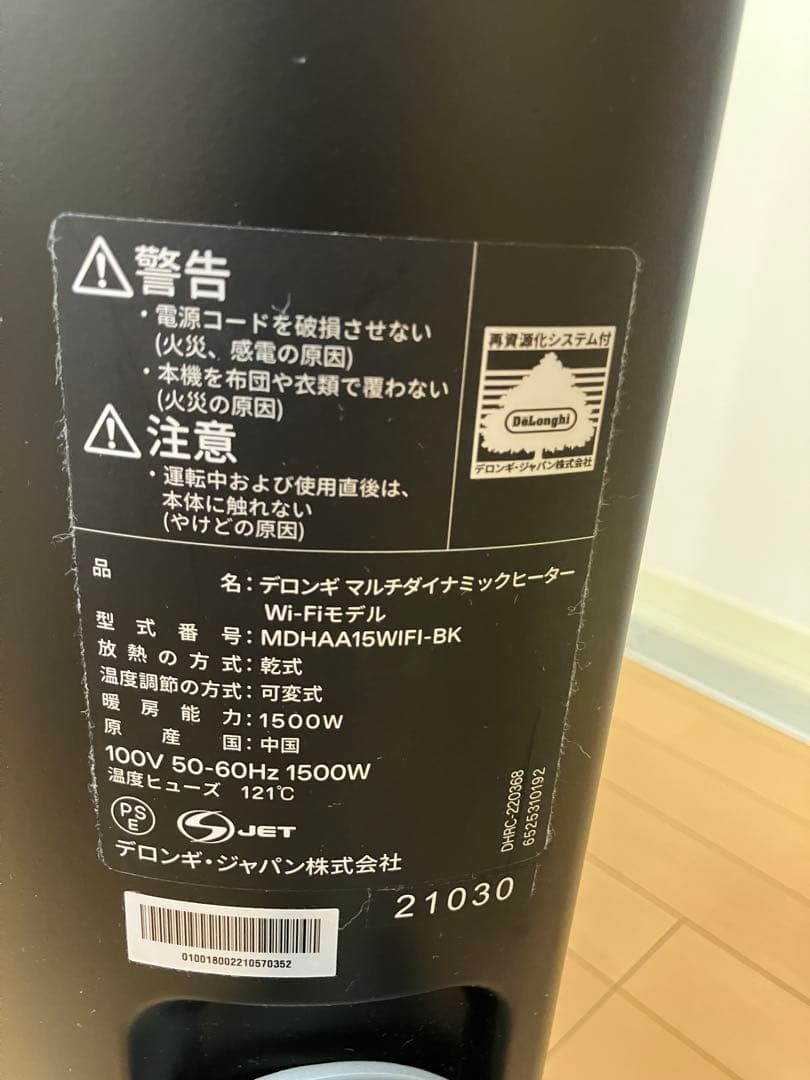 警告
・電源コードを破損させない
(火災、感電の原因)
・本機を布団や衣類で覆わない
(火災の原因)
注意
・運転中および使用直後は、
本体に触れない
(やけどの原因)
再資源化システム付
DeLonghi
デロンギ・ジャパン株式会社
品名：デロンギ マルチダイナミックヒーター
Wi-Fiモデル
型式番号：MDHAA15WIFI-BK
放熱の方式：乾式
温度調節の方式：可変式
暖房能力：1500W
原産国：中国
100V 50-60Hz 1500W
温度ヒューズ 121℃
PS
E
JET
デロンギ・ジャパン株式会社
DHRC-220368
6525310192
21030
010018002210570352